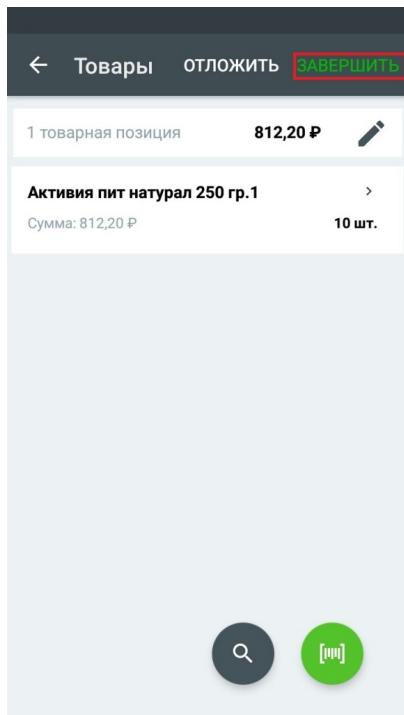 Товары ОТЛОЖИТЬ ЗАВЕРШИТЬ
1 товарная позиция 812,20 ₽
Активия пит натурал 250 гр.1
Сумма: 812,20 ₽ 10 шт.